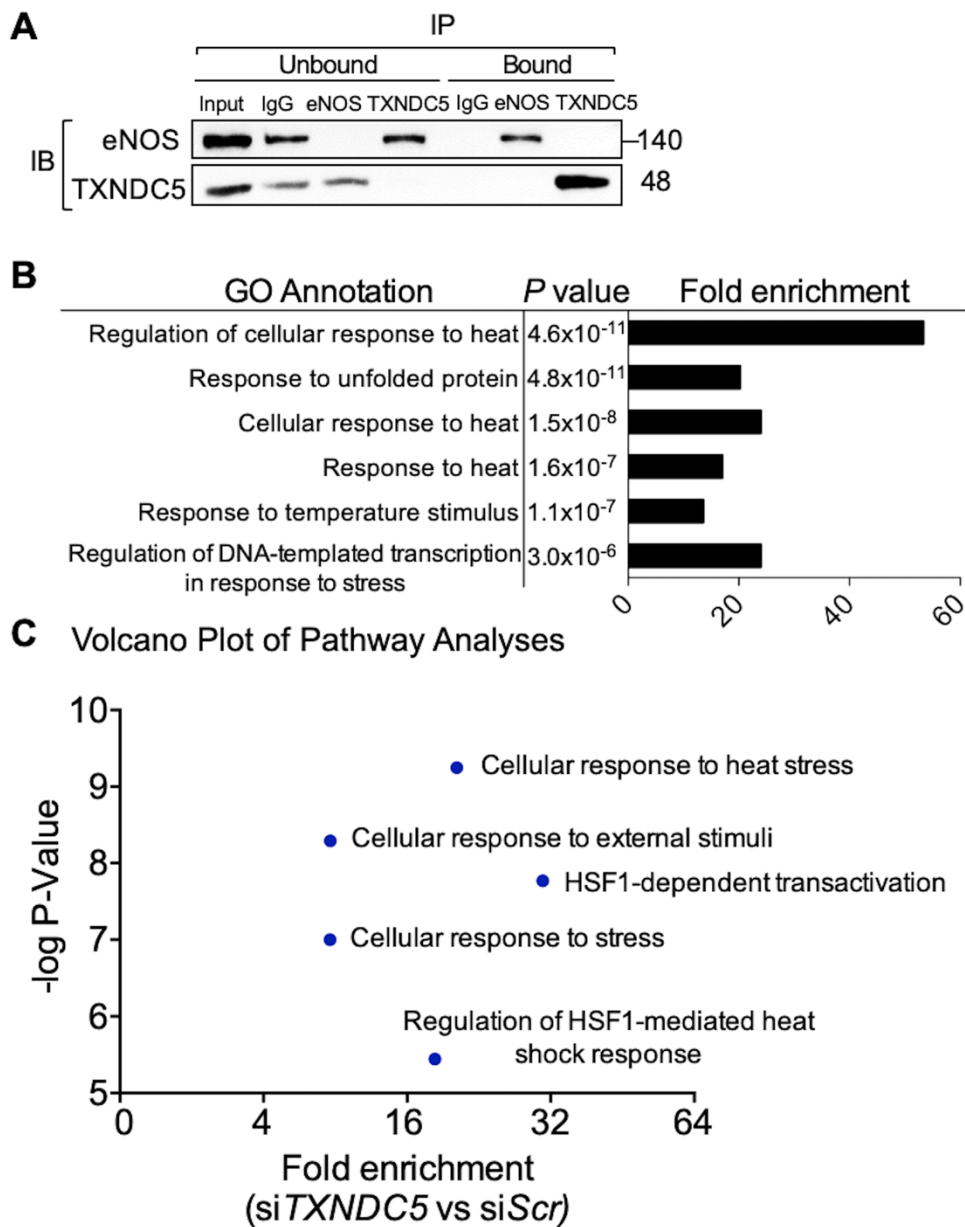 A
IP
Unbound Bound
Input IgG eNOS TXNDC5 IgG eNOS TXNDC5
IB
eNOS 140
TXNDC5 48
B
GO Annotation P value Fold enrichment
Regulation of cellular response to heat 4.6x10⁻¹¹
Response to unfolded protein 4.8x10⁻¹¹
Cellular response to heat 1.5x10⁻⁸
Response to heat 1.6x10⁻⁷
Response to temperature stimulus 1.1x10⁻⁷
Regulation of DNA-templated transcription 3.0x10⁻⁶
in response to stress
0 20 40 60
C Volcano Plot of Pathway Analyses
-log P-Value
10
9
8
7
6
5
Cellular response to heat stress
Cellular response to external stimuli
HSF1-dependent transactivation
Cellular response to stress
Regulation of HSF1-mediated heat
shock response
0 4 16 32 64
Fold enrichment
(siTXNDC5 vs siScr)